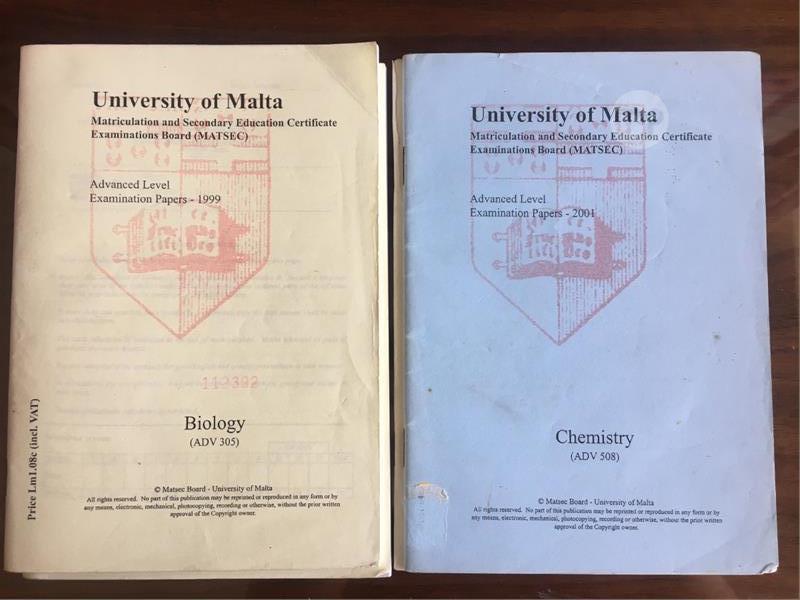 University of Malta
Matriculation and Secondary Education Certificate
Examinations Board (MATSEC)
Advanced Level
Examination Papers - 1999
Biology
(ADV 305)
Price Lm1.08c (incl. VAT)
© Matsec Board - University of Malta
All rights reserved. No part of this publication may be reprinted or reproduced in any form or by
any means, electronic, mechanical, photocopying, recording or otherwise, without the prior written
approval of the Copyright owner.
University of Malta
Matriculation and Secondary Education Certificate
Examinations Board (MATSEC)
Advanced Level
Examination Papers - 2001
Chemistry
(ADV 508)
© Matsec Board - University of Malta
All rights reserved. No part of this publication may be reprinted or reproduced in any form or by
any means, electronic, mechanical, photocopying, recording or otherwise, without the prior written
approval of the Copyright owner.